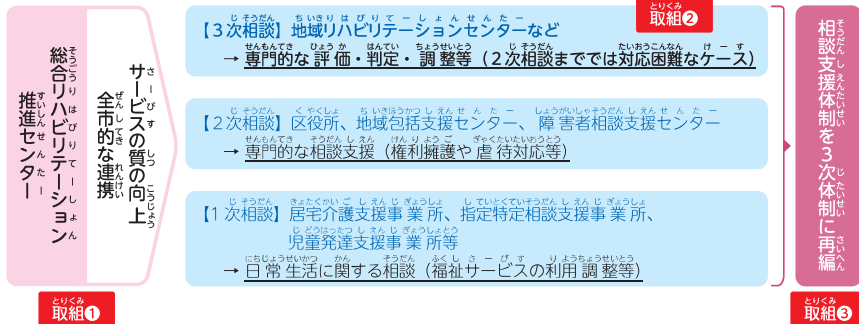 総合リハビリテーション
推進センター
サービスの質の向上
全市的な連携
取組❶
【3次相談】地域リハビリテーションセンターなど
→ 専門的な評価・判定・調整等（2次相談まででは対応困難なケース）
取組❷
【2次相談】区役所、地域包括支援センター、障害者相談支援センター
→ 専門的な相談支援（権利擁護や虐待対応等）
【1次相談】居宅介護支援事業所、指定特定相談支援事業所、
児童発達支援事業所等
→ 日常生活に関する相談（福祉サービスの利用調整等）
相談支援体制を3次体制に再編
取組❸